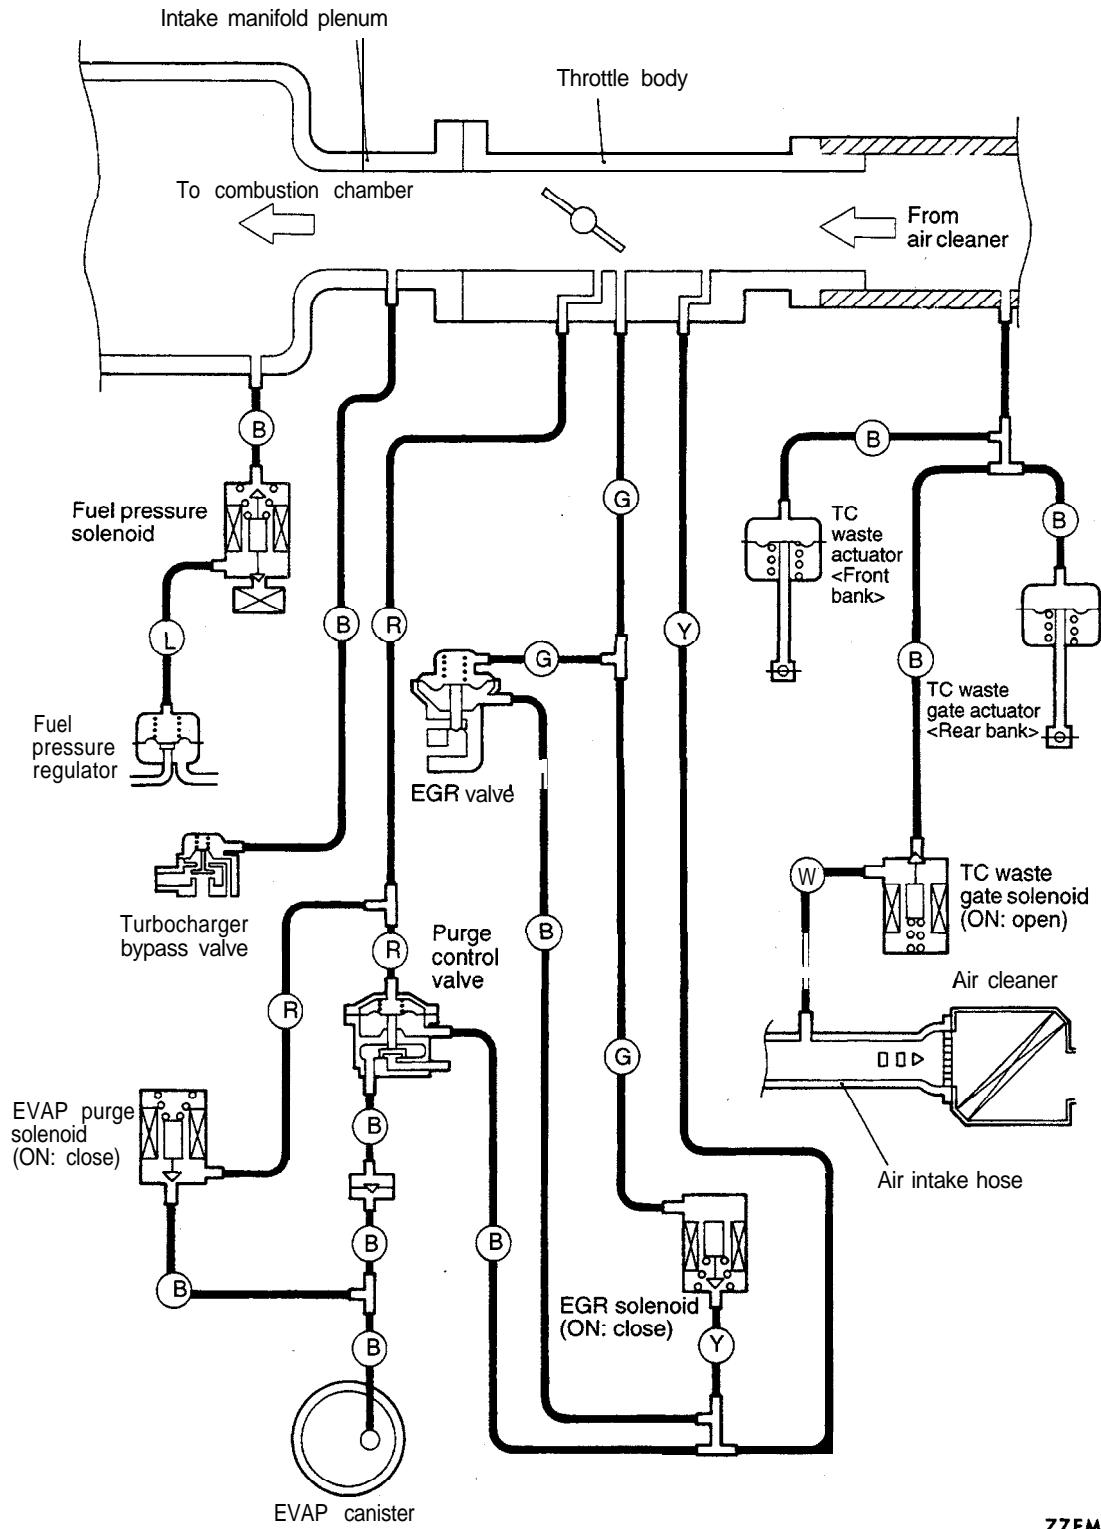 Intake manifold plenum
Throttle body
To combustion chamber
From
air cleaner
B
Fuel pressure
solenoid
B
G
TC
waste
actuator
<Front
bank>
B
L
B
R
Y
G
B
TC waste
gate actuator
<Rear bank>
Fuel
pressure
regulator
EGR valve
W
TC waste
gate solenoid
(ON: open)
Turbocharger
bypass valve
R
Purge
control
valve
B
Air cleaner
R
G
EVAP purge
solenoid
(ON: close)
B
Air intake hose
B
B
B
EGR solenoid
(ON: close)
B
Y
EVAP canister